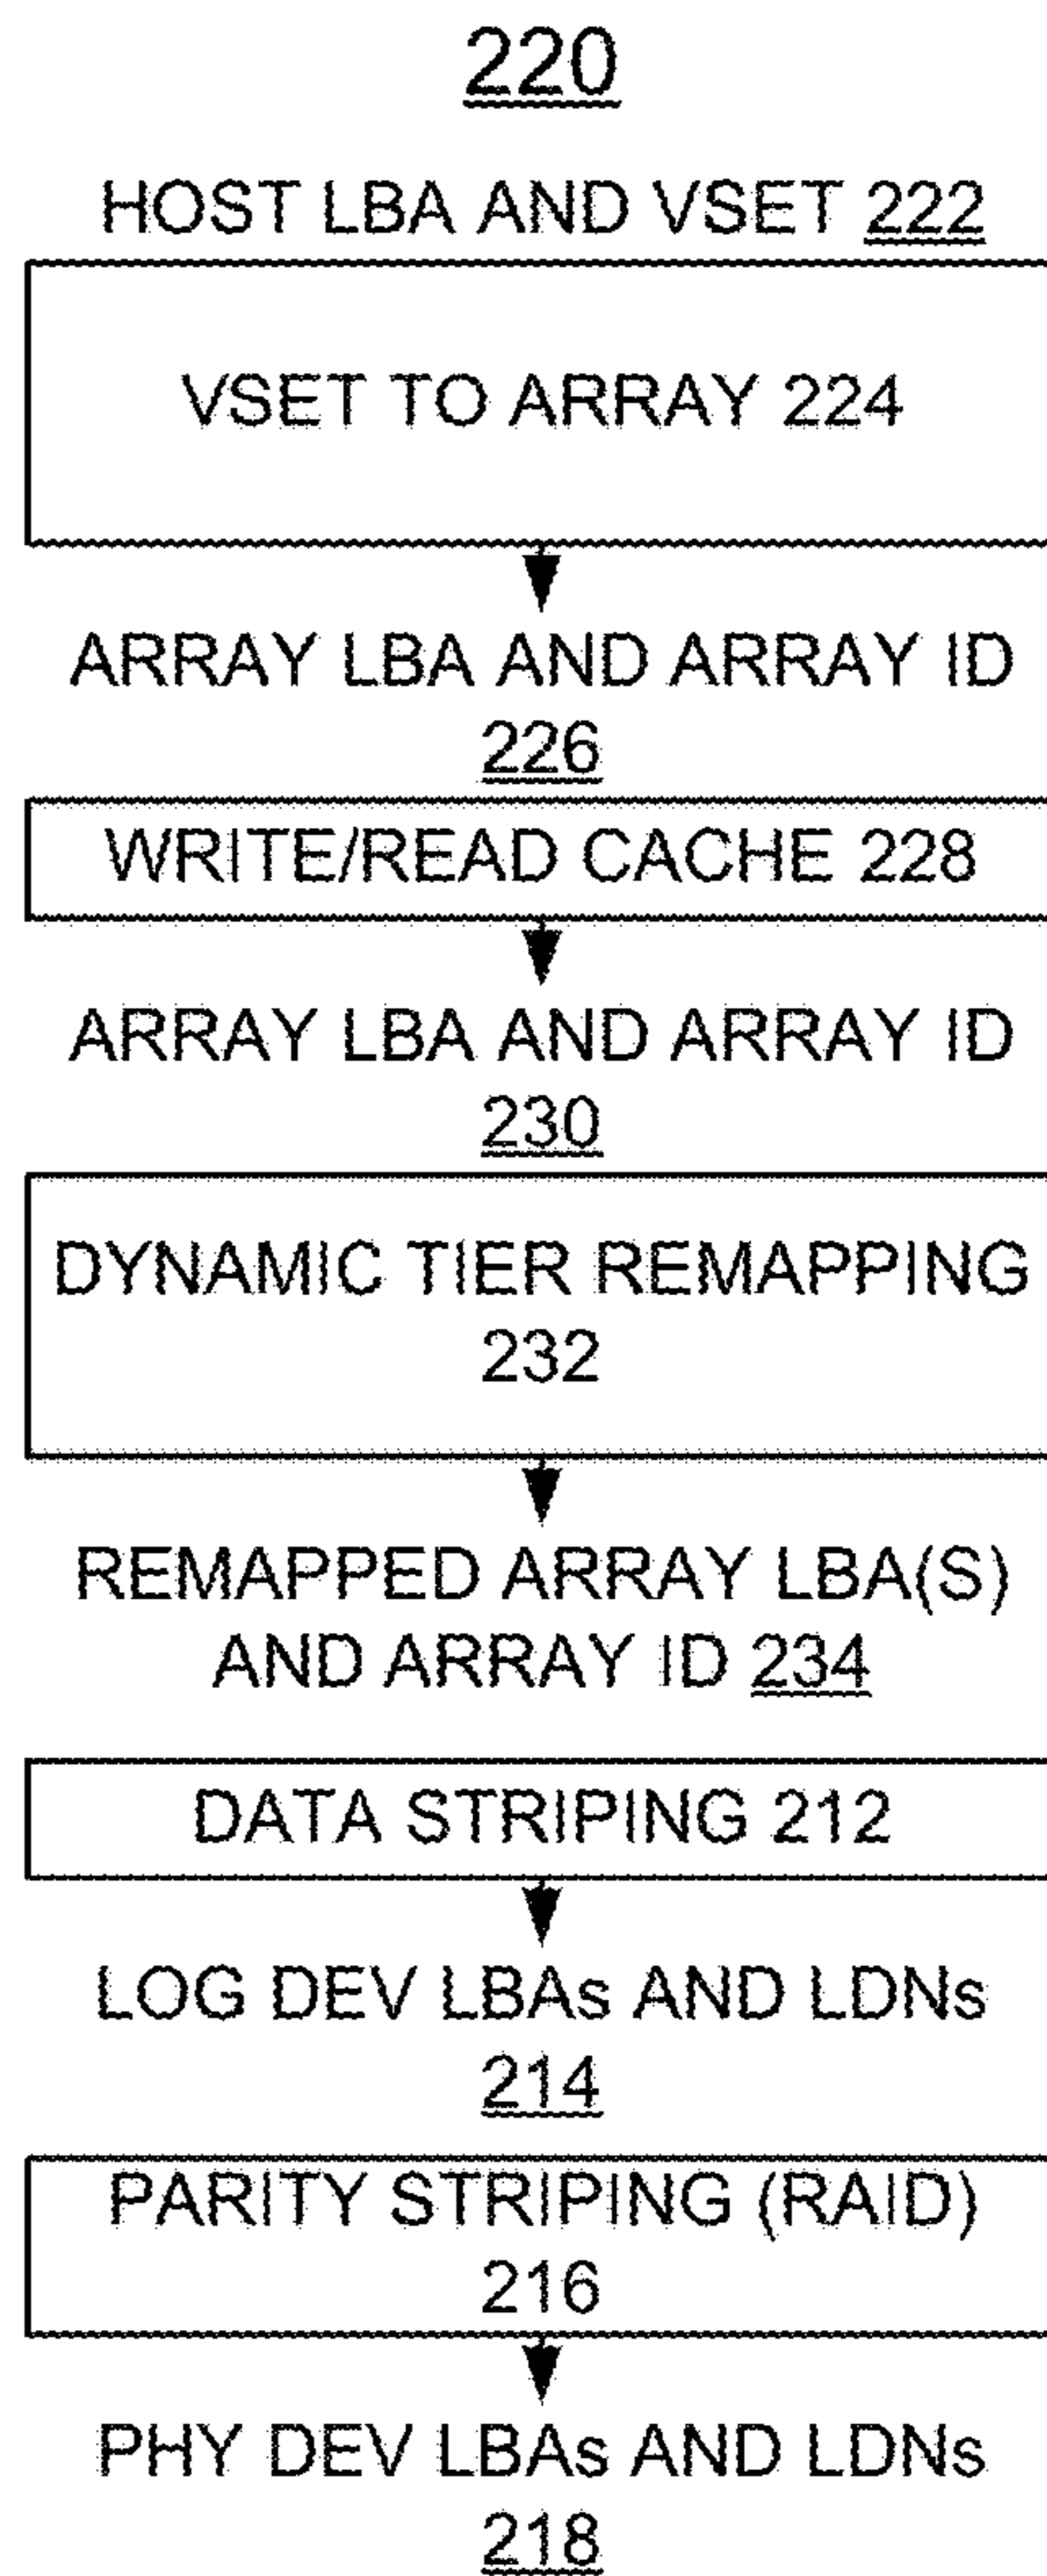 220
HOST LBA AND VSET 222
VSET TO ARRAY 224
ARRAY LBA AND ARRAY ID
226
WRITE/READ CACHE 228
ARRAY LBA AND ARRAY ID
230
DYNAMIC TIER REMAPPING
232
REMAPPED ARRAY LBA(S)
AND ARRAY ID 234
DATA STRIPING 212
LOG DEV LBAs AND LDNs
214
PARITY STRIPING (RAID)
216
PHY DEV LBAs AND LDNs
218